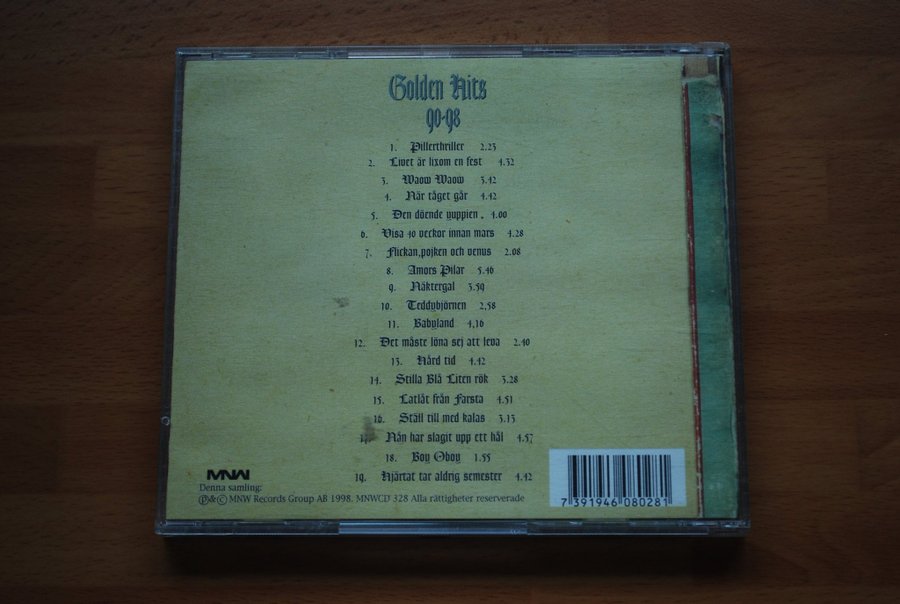 Golden Hits
90-98
1. Pillerthriller 2.23
2. Livet är lixom en fest 4.32
3. Waow Waow 3.42
4. När tåget går 4.42
5. Den döende yuppien . 4.00
6. Visa 40 veckor innan mars 4.28
7. Flickan,pojken och venus 2.08
8. Amors Pilar 5.46
9. Näktergal 3.59
10. Teddybjörnen 2,58
11. Babyland 4,16
12. Det måste löna sej att leva 2.40
13. Hård tid 4.42
14. Stilla Blå Liten rök 3.28
15. Latlåt från Farsta 4.51
16. Ställ till med kalas 3.13
17. Nån har slagit upp ett hål 4.57
18. Boy Oboy 1.55
19. Hjärtat tar aldrig semester 4.42
MNW
Denna samling:
Ⓟ&© MNW Records Group AB 1998. MNWCD 328 Alla rättigheter reserverade
7 391946 080281